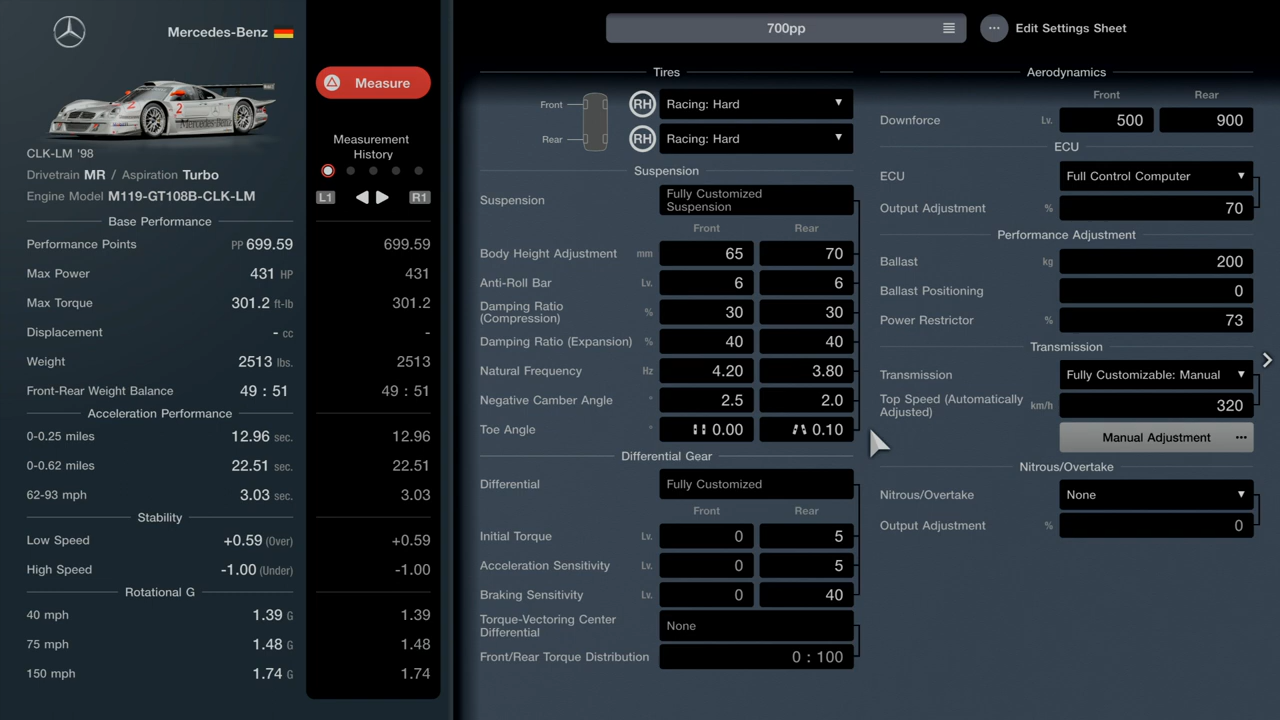 Mercedes-Benz
CLK-LM '98
Drivetrain MR / Aspiration Turbo
Engine Model M119-GT108B-CLK-LM
Base Performance
Performance Points PP 699.59
Max Power 431 HP
Max Torque 301.2 ft-lb
Displacement - cc
Weight 2513 lbs.
Front-Rear Weight Balance 49 : 51
Acceleration Performance
0-0.25 miles 12.96 sec.
0-0.62 miles 22.51 sec.
62-93 mph 3.03 sec.
Stability
Low Speed +0.59 (Over)
High Speed -1.00 (Under)
Rotational G
40 mph 1.39 G
75 mph 1.48 G
150 mph 1.74 G
Measure
Measurement
History
L1 R1
699.59
431
301.2
-
2513
49 : 51
12.96
22.51
3.03
+0.59
-1.00
1.39
1.48
1.74
700pp
Edit Settings Sheet
Tires
Front RH Racing: Hard
Rear RH Racing: Hard
Suspension
Suspension Fully Customized
Suspension
Front Rear
Body Height Adjustment mm 65 70
Anti-Roll Bar Lv. 6 6
Damping Ratio
(Compression) % 30 30
Damping Ratio (Expansion) % 40 40
Natural Frequency Hz 4.20 3.80
Negative Camber Angle ° 2.5 2.0
Toe Angle ° 0.00 0.10
Differential Gear
Differential Fully Customized
Front Rear
Initial Torque Lv. 0 5
Acceleration Sensitivity Lv. 0 5
Braking Sensitivity Lv. 0 40
Torque-Vectoring Center
Differential None
Front/Rear Torque Distribution 0 : 100
Aerodynamics
Front Rear
Downforce Lv. 500 900
ECU
ECU Full Control Computer
Output Adjustment % 70
Performance Adjustment
Ballast kg 200
Ballast Positioning 0
Power Restrictor % 73
Transmission
Transmission Fully Customizable: Manual
Top Speed (Automatically
Adjusted) km/h 320
Manual Adjustment
Nitrous/Overtake
Nitrous/Overtake None
Output Adjustment % 0